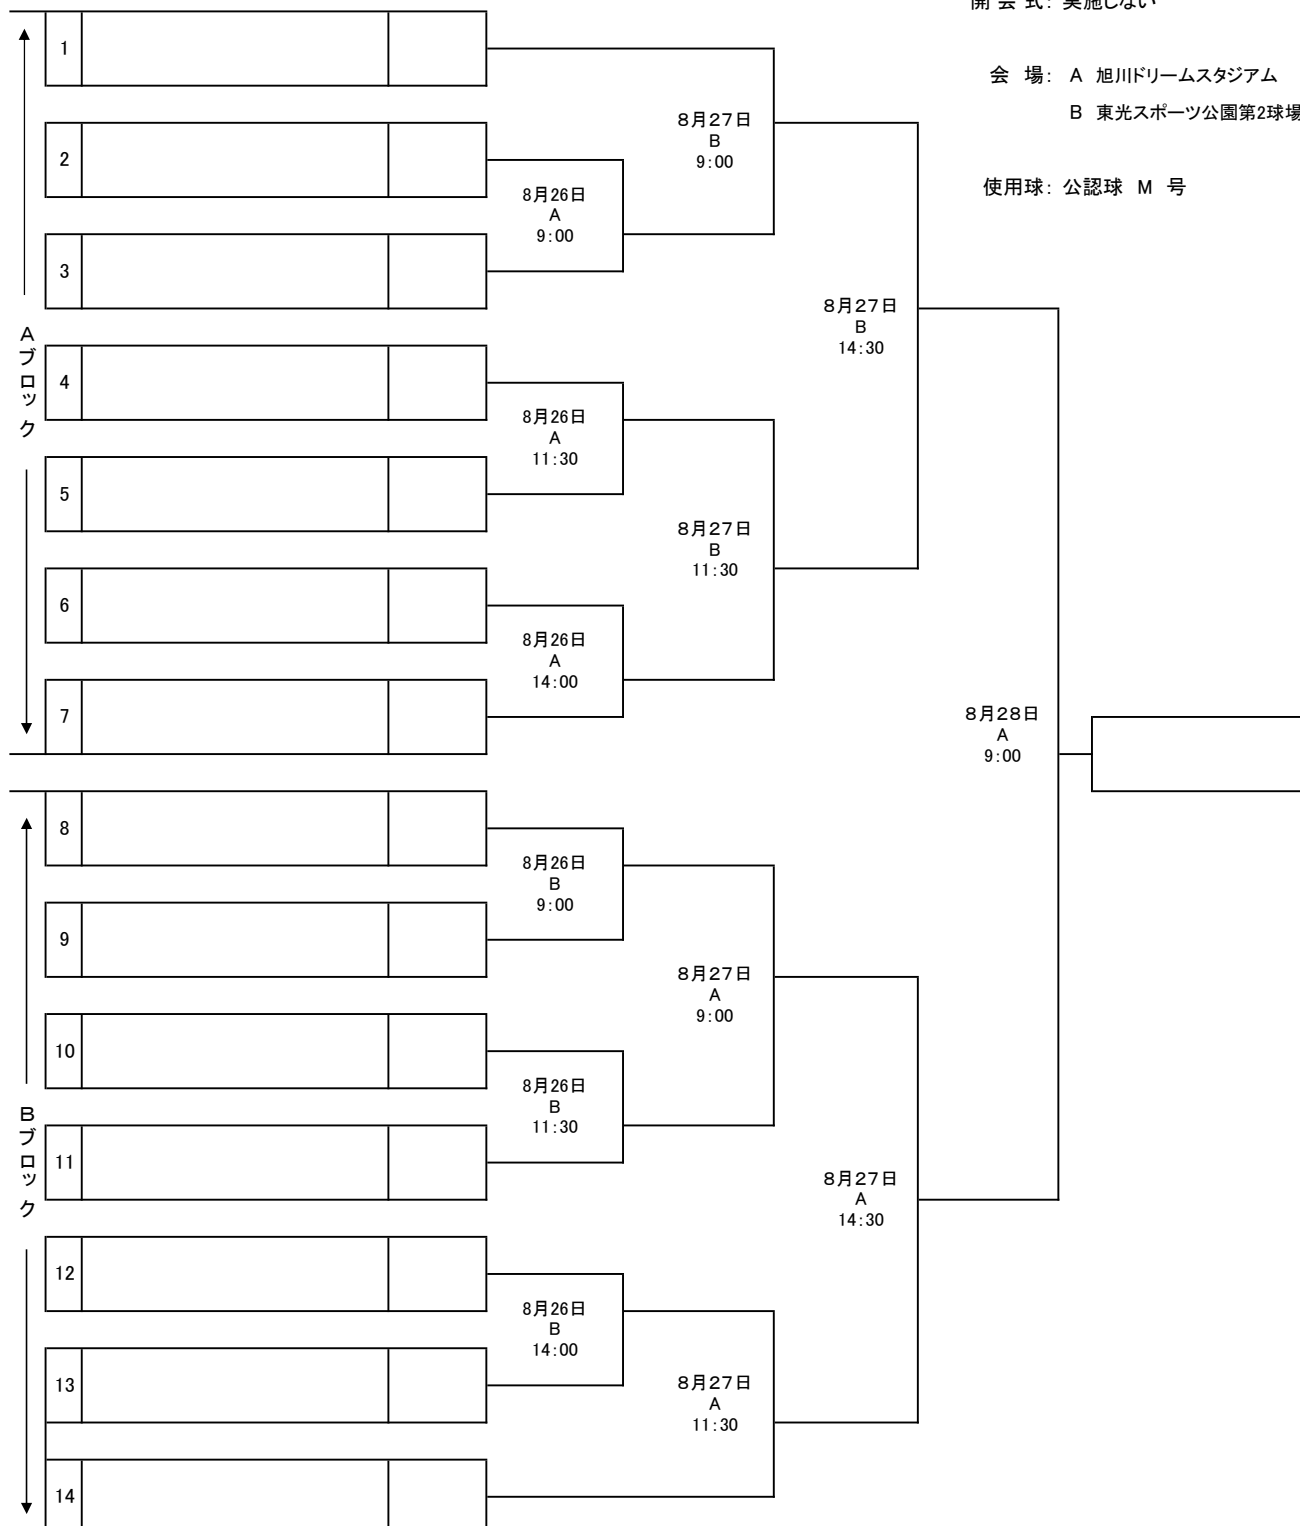 開 会 式: 実施しない
会 場: A 旭川ドリームスタジアム
B 東光スポーツ公園第2球場
使用球: 公認球 M 号
Aブロック
1
2
3
4
5
6
7
8月26日
A
9:00
8月26日
A
11:30
8月26日
A
14:00
8月27日
B
9:00
8月27日
B
11:30
8月27日
B
14:30
8月28日
A
9:00
Bブロック
8
9
10
11
12
13
14
8月26日
B
9:00
8月26日
B
11:30
8月26日
B
14:00
8月27日
A
9:00
8月27日
A
11:30
8月27日
A
14:30